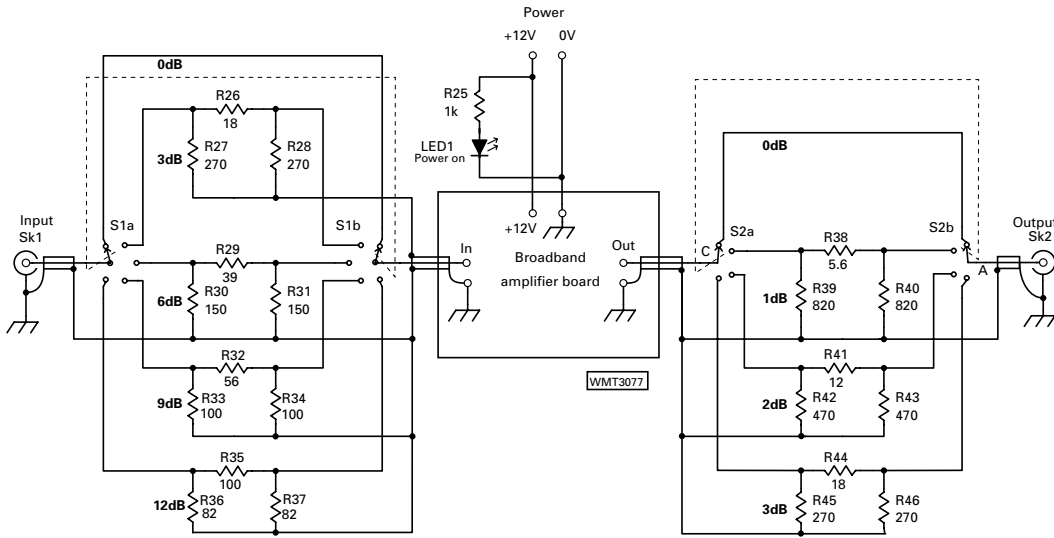 Power
+12V 0V
0dB
R26
18
R25
1k
3dB
R27
270
R28
270
LED1
Power on
0dB
Input
Sk1
S1a
S1b
+12V
In
Out
Broadband
amplifier board
C
S2a
S2b
A
Output
Sk2
R29
39
6dB
R30
150
R31
150
R38
5.6
1dB
R39
820
R40
820
R32
56
9dB
R33
100
R34
100
WMT3077
R41
12
2dB
R42
470
R43
470
R35
100
12dB
R36
82
R37
82
R44
18
3dB
R45
270
R46
270